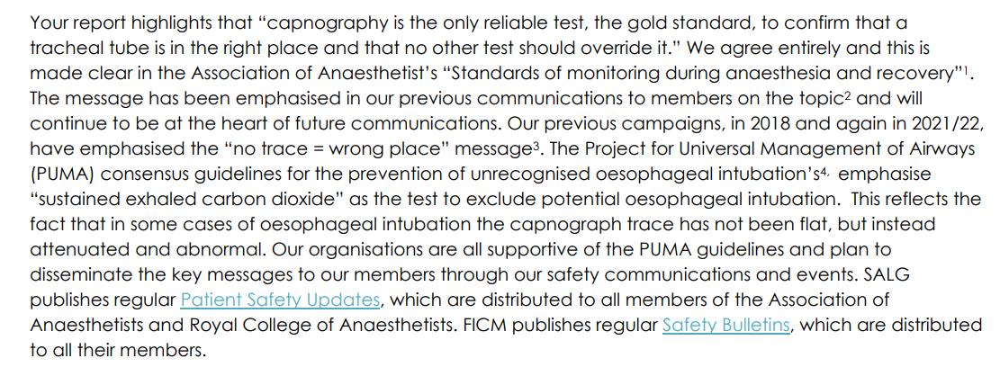 Your report highlights that “capnography is the only reliable test, the gold standard, to confirm that a
tracheal tube is in the right place and that no other test should override it.” We agree entirely and this is
made clear in the Association of Anaesthetist’s “Standards of monitoring during anaesthesia and recovery”¹.
The message has been emphasised in our previous communications to members on the topic² and will
continue to be at the heart of future communications. Our previous campaigns, in 2018 and again in 2021/22,
have emphasised the “no trace = wrong place” message³. The Project for Universal Management of Airways
(PUMA) consensus guidelines for the prevention of unrecognised oesophageal intubation’s⁴, emphasise
“sustained exhaled carbon dioxide” as the test to exclude potential oesophageal intubation. This reflects the
fact that in some cases of oesophageal intubation the capnograph trace has not been flat, but instead
attenuated and abnormal. Our organisations are all supportive of the PUMA guidelines and plan to
disseminate the key messages to our members through our safety communications and events. SALG
publishes regular Patient Safety Updates, which are distributed to all members of the Association of
Anaesthetists and Royal College of Anaesthetists. FICM publishes regular Safety Bulletins, which are distributed
to all their members.